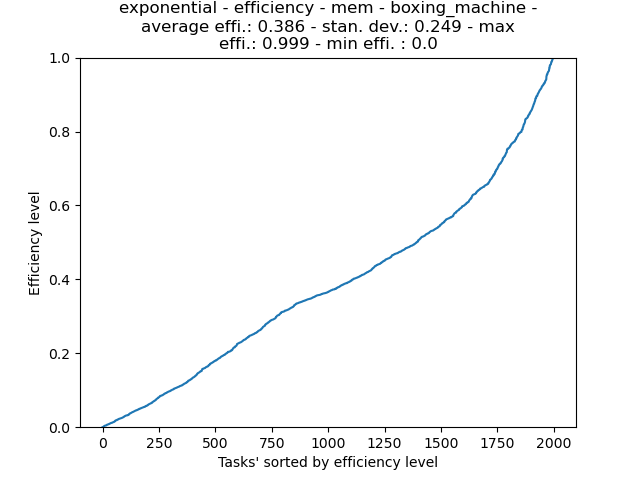 exponential - efficiency - mem - boxing_machine -
average effi.: 0.386 - stan. dev.: 0.249 - max
effi.: 0.999 - min effi. : 0.0
1.0
0.8
0.6
0.4
0.2
0.0
Efficiency level
0 250 500 750 1000 1250 1500 1750 2000
Tasks' sorted by efficiency level